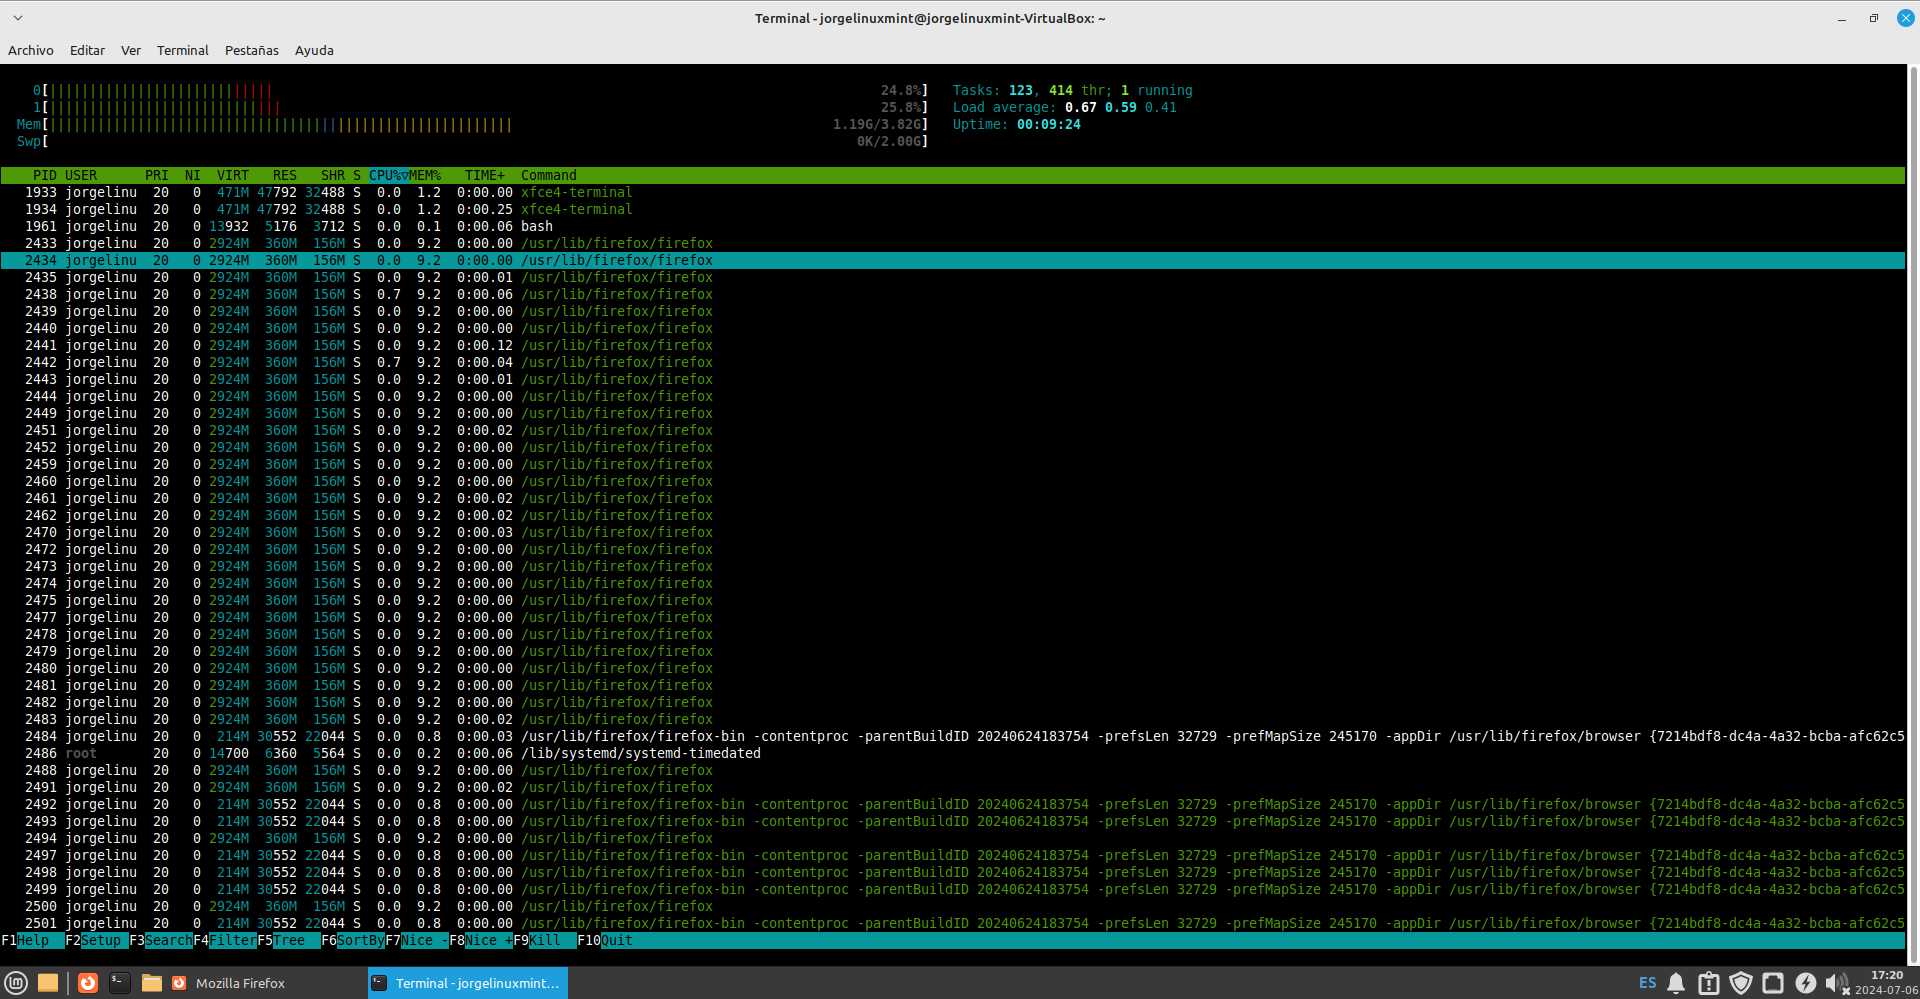 Terminal - jorgelinuxmint@jorgelinuxmint-VirtualBox: ~
Archivo Editar Ver Terminal Pestañas Ayuda
0[|||||||||||||||||||||||||||| 24.8%] Tasks: 123, 414 thr; 1 running
1[||||||||||||||||||||||||||||| 25.8%] Load average: 0.67 0.59 0.41
Mem[|||||||||||||||||||||||||||||||||||||||||||||||||||||||||| 1.19G/3.82G] Uptime: 00:09:24
Swp[ 0K/2.00G]
PID USER PRI NI VIRT RES SHR S CPU%▽MEM% TIME+ Command
1933 jorgelinu 20 0 471M 47792 32488 S 0.0 1.2 0:00.00 xfce4-terminal
1934 jorgelinu 20 0 471M 47792 32488 S 0.0 1.2 0:00.25 xfce4-terminal
1961 jorgelinu 20 0 13932 5176 3712 S 0.0 0.1 0:00.06 bash
2433 jorgelinu 20 0 2924M 360M 156M S 0.0 9.2 0:00.00 /usr/lib/firefox/firefox
2434 jorgelinu 20 0 2924M 360M 156M S 0.0 9.2 0:00.00 /usr/lib/firefox/firefox
2435 jorgelinu 20 0 2924M 360M 156M S 0.0 9.2 0:00.01 /usr/lib/firefox/firefox
2438 jorgelinu 20 0 2924M 360M 156M S 0.7 9.2 0:00.06 /usr/lib/firefox/firefox
2439 jorgelinu 20 0 2924M 360M 156M S 0.0 9.2 0:00.00 /usr/lib/firefox/firefox
2440 jorgelinu 20 0 2924M 360M 156M S 0.0 9.2 0:00.00 /usr/lib/firefox/firefox
2441 jorgelinu 20 0 2924M 360M 156M S 0.0 9.2 0:00.12 /usr/lib/firefox/firefox
2442 jorgelinu 20 0 2924M 360M 156M S 0.7 9.2 0:00.04 /usr/lib/firefox/firefox
2443 jorgelinu 20 0 2924M 360M 156M S 0.0 9.2 0:00.01 /usr/lib/firefox/firefox
2444 jorgelinu 20 0 2924M 360M 156M S 0.0 9.2 0:00.00 /usr/lib/firefox/firefox
2449 jorgelinu 20 0 2924M 360M 156M S 0.0 9.2 0:00.00 /usr/lib/firefox/firefox
2451 jorgelinu 20 0 2924M 360M 156M S 0.0 9.2 0:00.02 /usr/lib/firefox/firefox
2452 jorgelinu 20 0 2924M 360M 156M S 0.0 9.2 0:00.00 /usr/lib/firefox/firefox
2459 jorgelinu 20 0 2924M 360M 156M S 0.0 9.2 0:00.00 /usr/lib/firefox/firefox
2460 jorgelinu 20 0 2924M 360M 156M S 0.0 9.2 0:00.00 /usr/lib/firefox/firefox
2461 jorgelinu 20 0 2924M 360M 156M S 0.0 9.2 0:00.02 /usr/lib/firefox/firefox
2462 jorgelinu 20 0 2924M 360M 156M S 0.0 9.2 0:00.02 /usr/lib/firefox/firefox
2470 jorgelinu 20 0 2924M 360M 156M S 0.0 9.2 0:00.03 /usr/lib/firefox/firefox
2472 jorgelinu 20 0 2924M 360M 156M S 0.0 9.2 0:00.00 /usr/lib/firefox/firefox
2473 jorgelinu 20 0 2924M 360M 156M S 0.0 9.2 0:00.00 /usr/lib/firefox/firefox
2474 jorgelinu 20 0 2924M 360M 156M S 0.0 9.2 0:00.00 /usr/lib/firefox/firefox
2475 jorgelinu 20 0 2924M 360M 156M S 0.0 9.2 0:00.00 /usr/lib/firefox/firefox
2477 jorgelinu 20 0 2924M 360M 156M S 0.0 9.2 0:00.00 /usr/lib/firefox/firefox
2478 jorgelinu 20 0 2924M 360M 156M S 0.0 9.2 0:00.00 /usr/lib/firefox/firefox
2479 jorgelinu 20 0 2924M 360M 156M S 0.0 9.2 0:00.00 /usr/lib/firefox/firefox
2480 jorgelinu 20 0 2924M 360M 156M S 0.0 9.2 0:00.00 /usr/lib/firefox/firefox
2481 jorgelinu 20 0 2924M 360M 156M S 0.0 9.2 0:00.00 /usr/lib/firefox/firefox
2482 jorgelinu 20 0 2924M 360M 156M S 0.0 9.2 0:00.00 /usr/lib/firefox/firefox
2483 jorgelinu 20 0 2924M 360M 156M S 0.0 9.2 0:00.02 /usr/lib/firefox/firefox
2484 jorgelinu 20 0 214M 30552 22044 S 0.0 0.8 0:00.03 /usr/lib/firefox/firefox-bin -contentproc -parentBuildID 20240624183754 -prefsLen 32729 -prefMapSize 245170 -appDir /usr/lib/firefox/browser {7214bdf8-dc4a-4a32-bcba-afc62c5
2486 root 20 0 14700 6360 5564 S 0.0 0.2 0:00.06 /lib/systemd/systemd-timedated
2488 jorgelinu 20 0 2924M 360M 156M S 0.0 9.2 0:00.00 /usr/lib/firefox/firefox
2491 jorgelinu 20 0 2924M 360M 156M S 0.0 9.2 0:00.02 /usr/lib/firefox/firefox
2492 jorgelinu 20 0 214M 30552 22044 S 0.0 0.8 0:00.00 /usr/lib/firefox/firefox-bin -contentproc -parentBuildID 20240624183754 -prefsLen 32729 -prefMapSize 245170 -appDir /usr/lib/firefox/browser {7214bdf8-dc4a-4a32-bcba-afc62c5
2493 jorgelinu 20 0 214M 30552 22044 S 0.0 0.8 0:00.00 /usr/lib/firefox/firefox-bin -contentproc -parentBuildID 20240624183754 -prefsLen 32729 -prefMapSize 245170 -appDir /usr/lib/firefox/browser {7214bdf8-dc4a-4a32-bcba-afc62c5
2494 jorgelinu 20 0 2924M 360M 156M S 0.0 9.2 0:00.00 /usr/lib/firefox/firefox
2497 jorgelinu 20 0 214M 30552 22044 S 0.0 0.8 0:00.00 /usr/lib/firefox/firefox-bin -contentproc -parentBuildID 20240624183754 -prefsLen 32729 -prefMapSize 245170 -appDir /usr/lib/firefox/browser {7214bdf8-dc4a-4a32-bcba-afc62c5
2498 jorgelinu 20 0 214M 30552 22044 S 0.0 0.8 0:00.00 /usr/lib/firefox/firefox-bin -contentproc -parentBuildID 20240624183754 -prefsLen 32729 -prefMapSize 245170 -appDir /usr/lib/firefox/browser {7214bdf8-dc4a-4a32-bcba-afc62c5
2499 jorgelinu 20 0 214M 30552 22044 S 0.0 0.8 0:00.00 /usr/lib/firefox/firefox-bin -contentproc -parentBuildID 20240624183754 -prefsLen 32729 -prefMapSize 245170 -appDir /usr/lib/firefox/browser {7214bdf8-dc4a-4a32-bcba-afc62c5
2500 jorgelinu 20 0 2924M 360M 156M S 0.0 9.2 0:00.00 /usr/lib/firefox/firefox
2501 jorgelinu 20 0 214M 30552 22044 S 0.0 0.8 0:00.00 /usr/lib/firefox/firefox-bin -contentproc -parentBuildID 20240624183754 -prefsLen 32729 -prefMapSize 245170 -appDir /usr/lib/firefox/browser {7214bdf8-dc4a-4a32-bcba-afc62c5
F1Help F2Setup F3SearchF4FilterF5Tree F6SortByF7Nice -F8Nice +F9Kill F10Quit
Mozilla Firefox Terminal - jorgelinuxmint... ES 17:20
2024-07-06